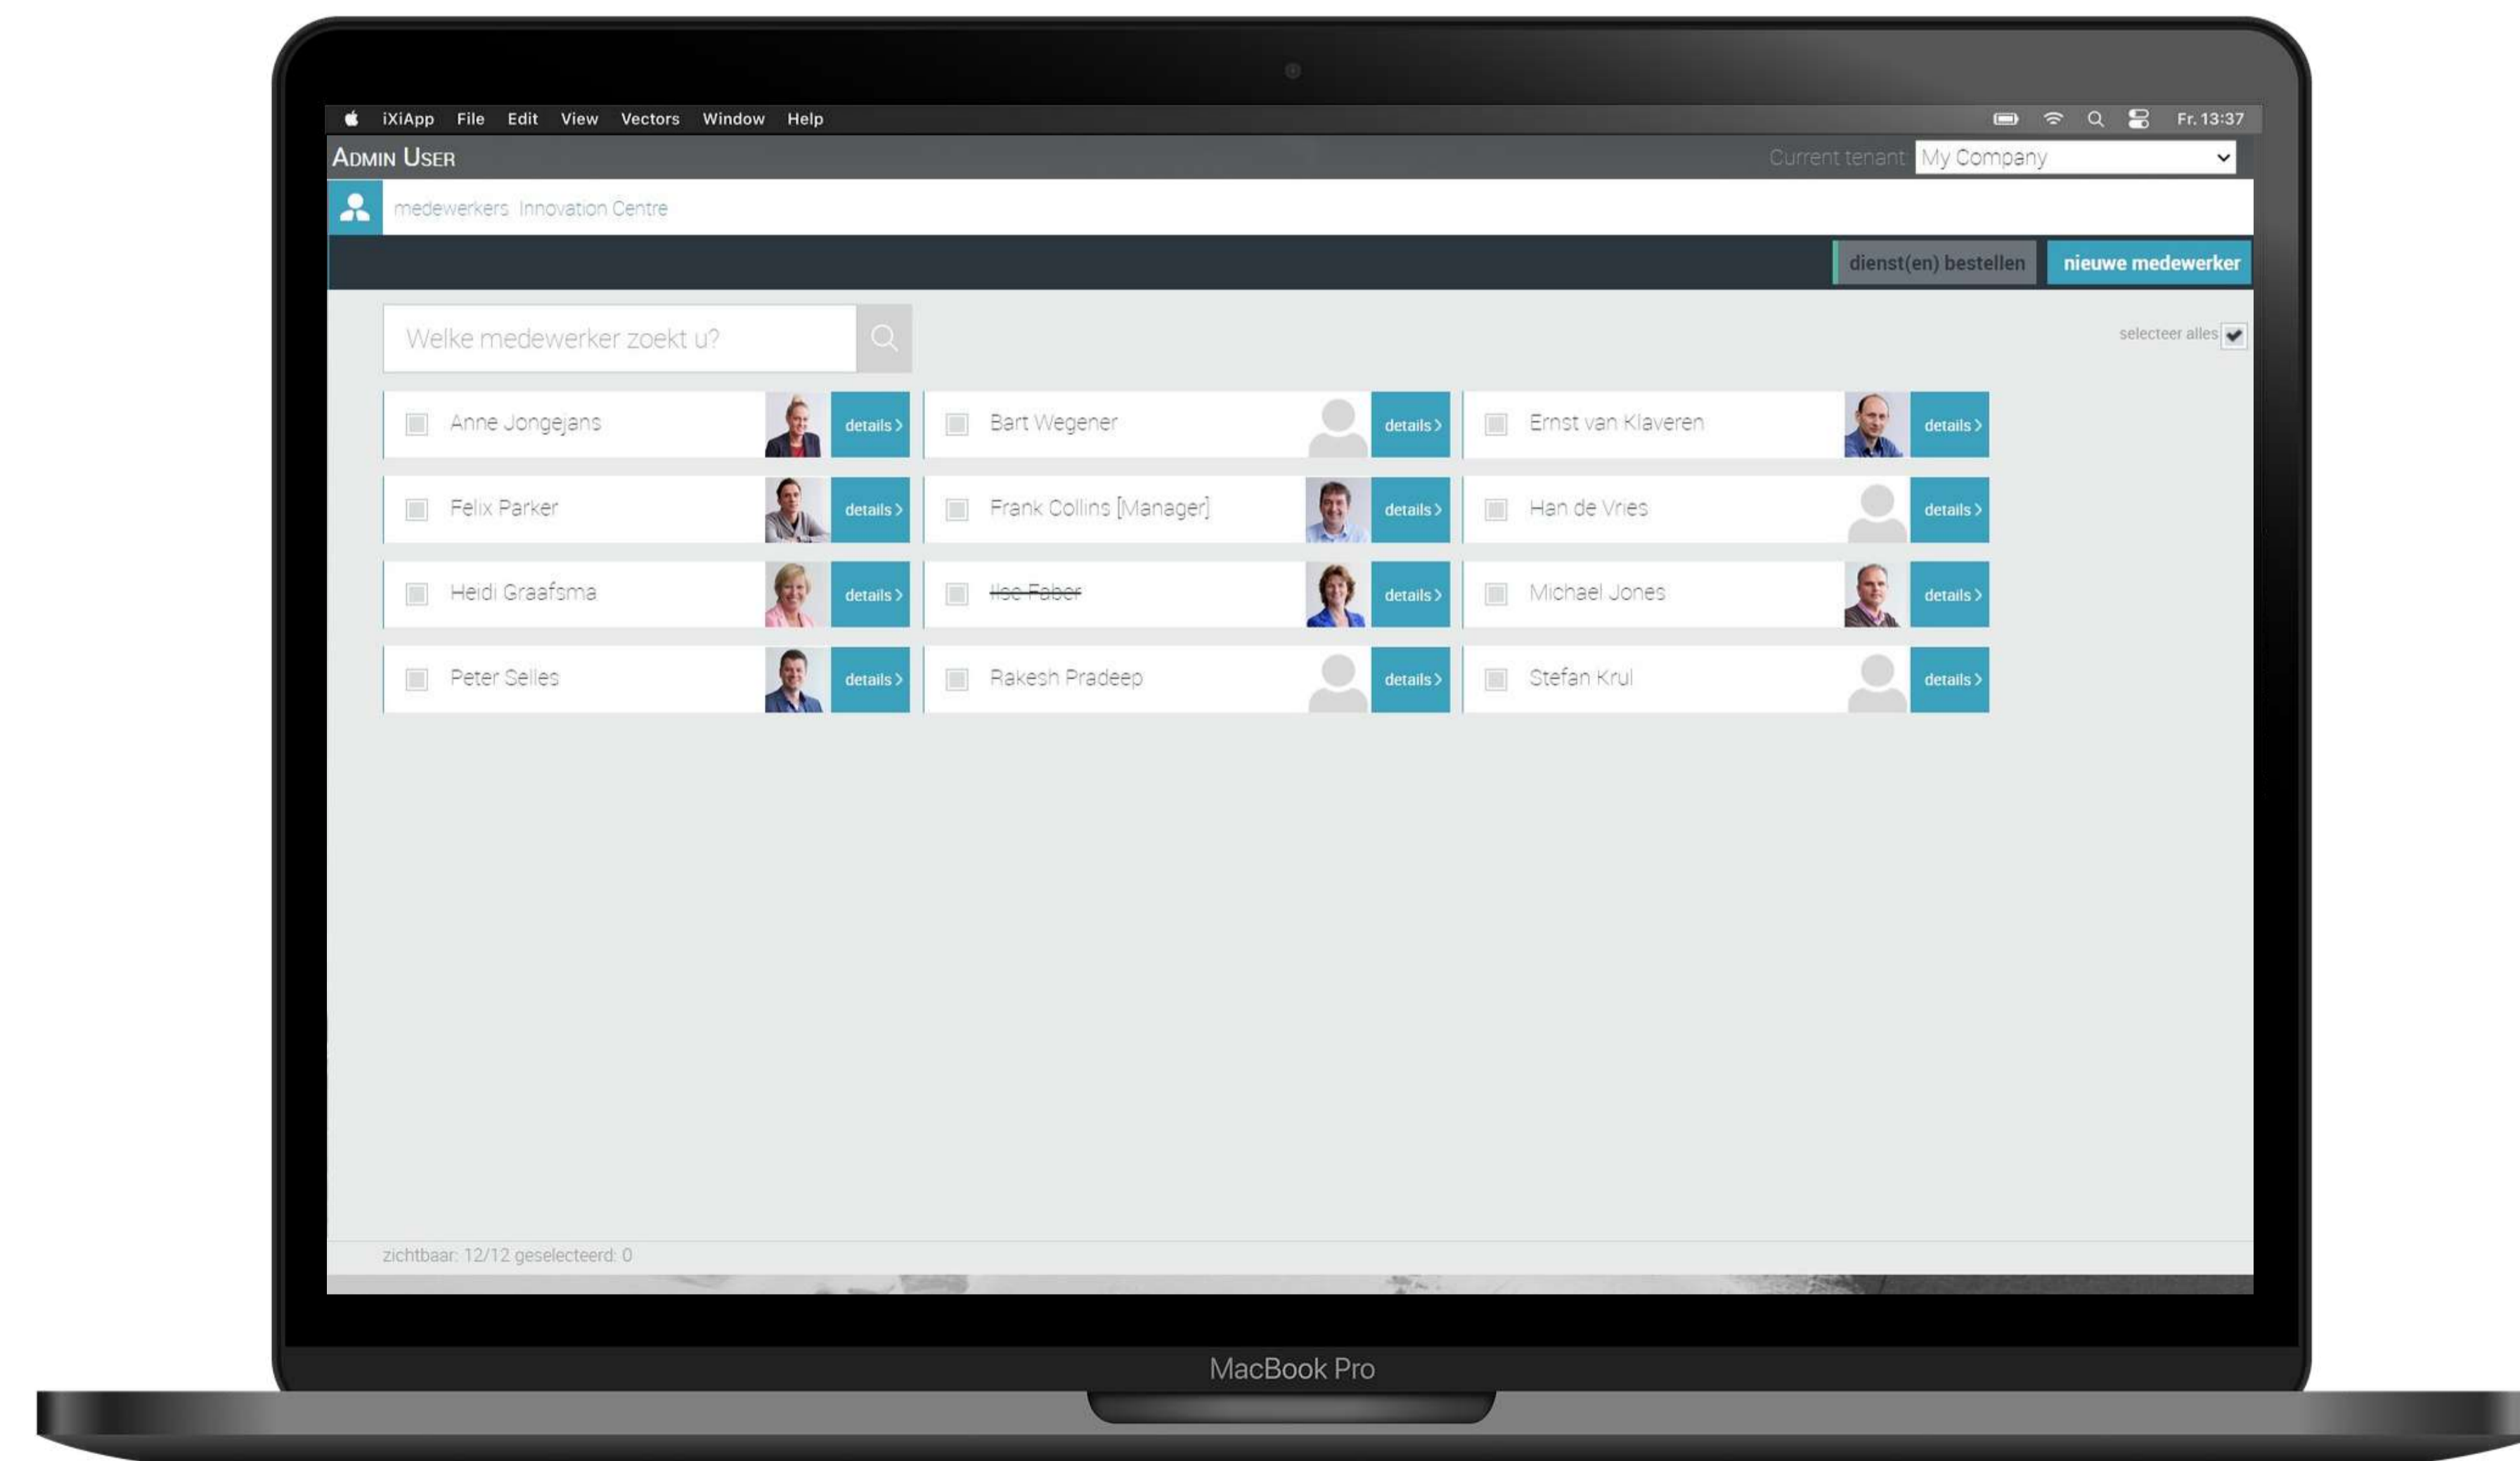 iXiApp File Edit View Vectors Window Help Fr. 13:37
Admin User Current tenant: My Company
medewerkers Innovation Centre
dienst(en) bestellen nieuwe medewerker
Welke medewerker zoekt u? selecteer alles
Anne Jongejans details Bart Wegener details Ernst van Klaveren details
Felix Parker details Frank Collins [Manager] details Han de Vries details
Heidi Graafsma details Ilse Faber details Michael Jones details
Peter Selles details Rakesh Pradeep details Stefan Krul details
zichtbaar: 12/12 geselecteerd: 0
MacBook Pro